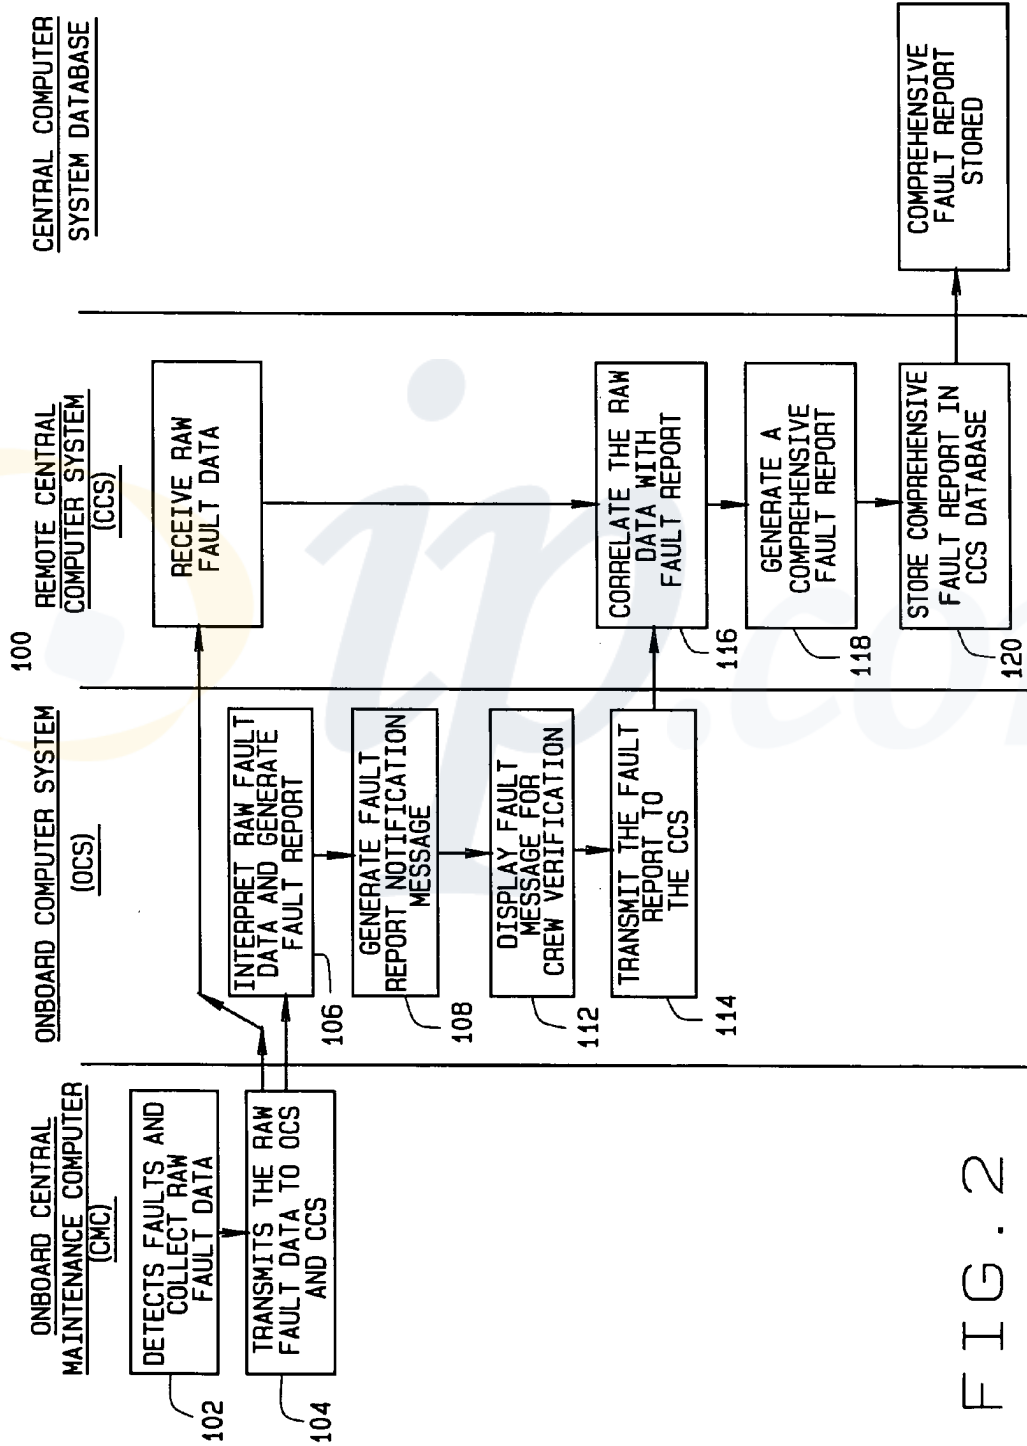 100
ONBOARD CENTRAL
MAINTENANCE COMPUTER
(CMC)
ONBOARD COMPUTER SYSTEM
(OCS)
REMOTE CENTRAL
COMPUTER SYSTEM
(CCS)
CENTRAL COMPUTER
SYSTEM DATABASE
DETECTS FAULTS AND
COLLECT RAW
FAULT DATA
102
TRANSMITS THE RAW
FAULT DATA TO OCS
AND CCS
104
INTERPRET RAW FAULT
DATA AND GENERATE
FAULT REPORT
106
GENERATE FAULT
REPORT NOTIFICATION
MESSAGE
108
DISPLAY FAULT
MESSAGE FOR
CREW VERIFICATION
112
TRANSMIT THE FAULT
REPORT TO
THE CCS
114
RECEIVE RAW
FAULT DATA
CORRELATE THE RAW
DATA WITH
FAULT REPORT
116
GENERATE A
COMPREHENSIVE
FAULT REPORT
118
STORE COMPREHENSIVE
FAULT REPORT IN
CCS DATABASE
120
COMPREHENSIVE
FAULT REPORT
STORED
FIG. 2
ip.com